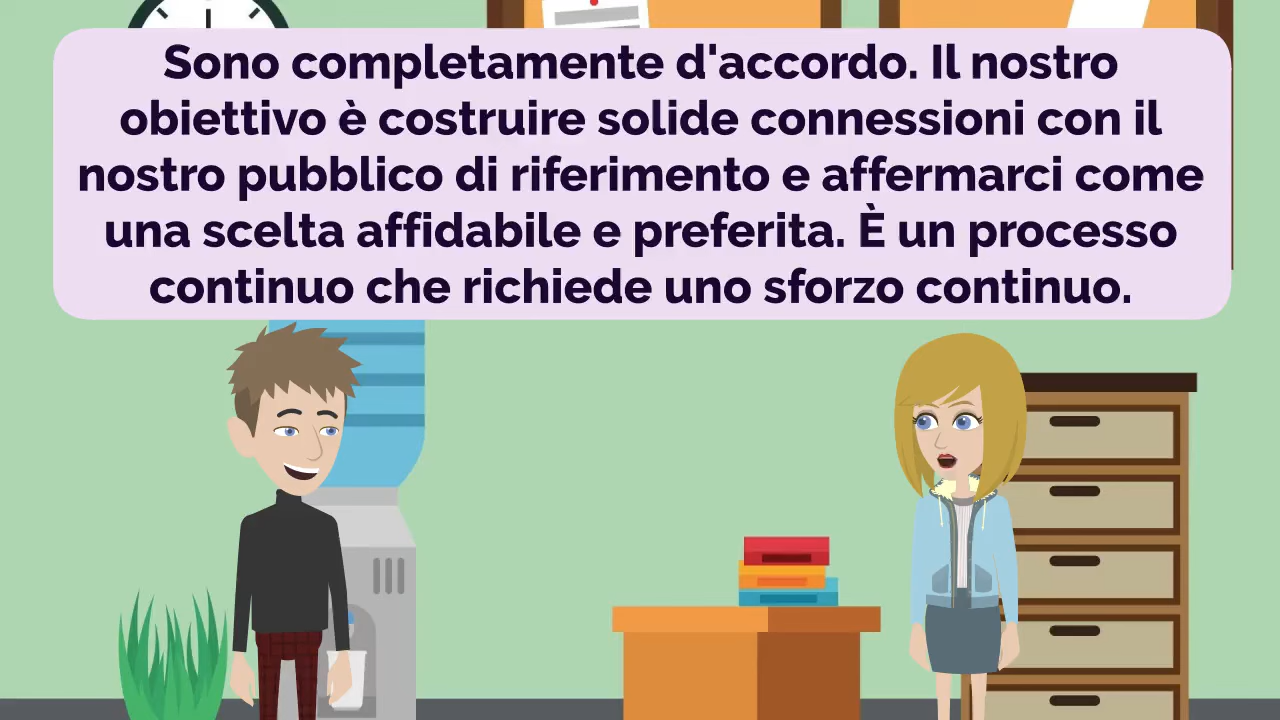 Sono completamente d'accordo. Il nostro
obiettivo è costruire solide connessioni con il
nostro pubblico di riferimento e affermarci come
una scelta affidabile e preferita. È un processo
continuo che richiede uno sforzo continuo.